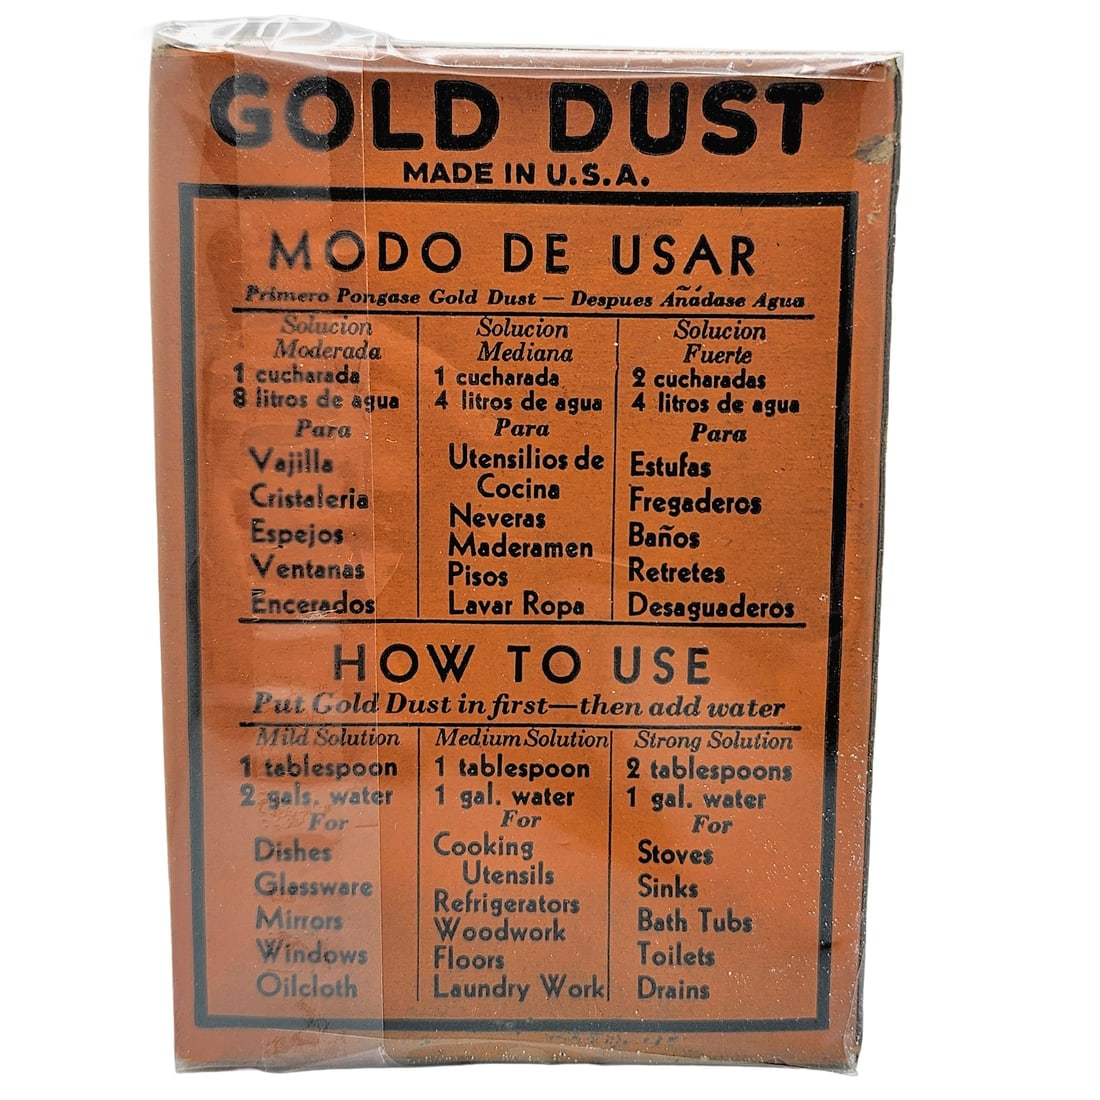 GOLD DUST
MADE IN U.S.A.
MODO DE USAR
Primero Pongase Gold Dust — Despues Áñádase Agua
Solucion
Moderada
1 cucharada
8 litros de agua
Para
Vajilla
Cristaleria
Espejos
Ventanas
Encerados
Solucion
Mediana
1 cucharada
4 litros de agua
Para
Utensilios de
Cocina
Neveras
Maderamen
Pisos
Lavar Ropa
Solucion
Fuerte
2 cucharadas
4 litros de agua
Para
Estufas
Fregaderos
Baños
Retretes
Desaguaderos
HOW TO USE
Put Gold Dust in first—then add water
Mild Solution
1 tablespoon
2 gals. water
For
Dishes
Glassware
Mirrors
Windows
Oilcloth
Medium Solution
1 tablespoon
1 gal. water
For
Cooking
Utensils
Refrigerators
Woodwork
Floors
Laundry Work
Strong Solution
2 tablespoons
1 gal. water
For
Stoves
Sinks
Bath Tubs
Toilets
Drains